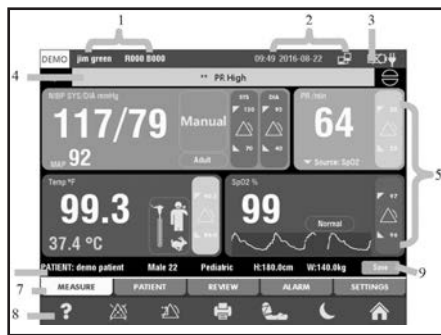 1 2 3
DEMO jim green R000 B000 09:49 2016-08-22
4 ** PR High
NIBP SYS/DIA mmHg SYS DIA PR /min
117/79 Manual 64
MAP 92 Adult Source: SpO2
5
Temp °F SpO2 %
99.3 99 97
Normal
37.4 °C
PATIENT: demo patient Male 22 Pediatric H:180.0cm W:140.0kg Save 9
7 MEASURE PATIENT REVIEW ALARM SETTINGS
8 ?